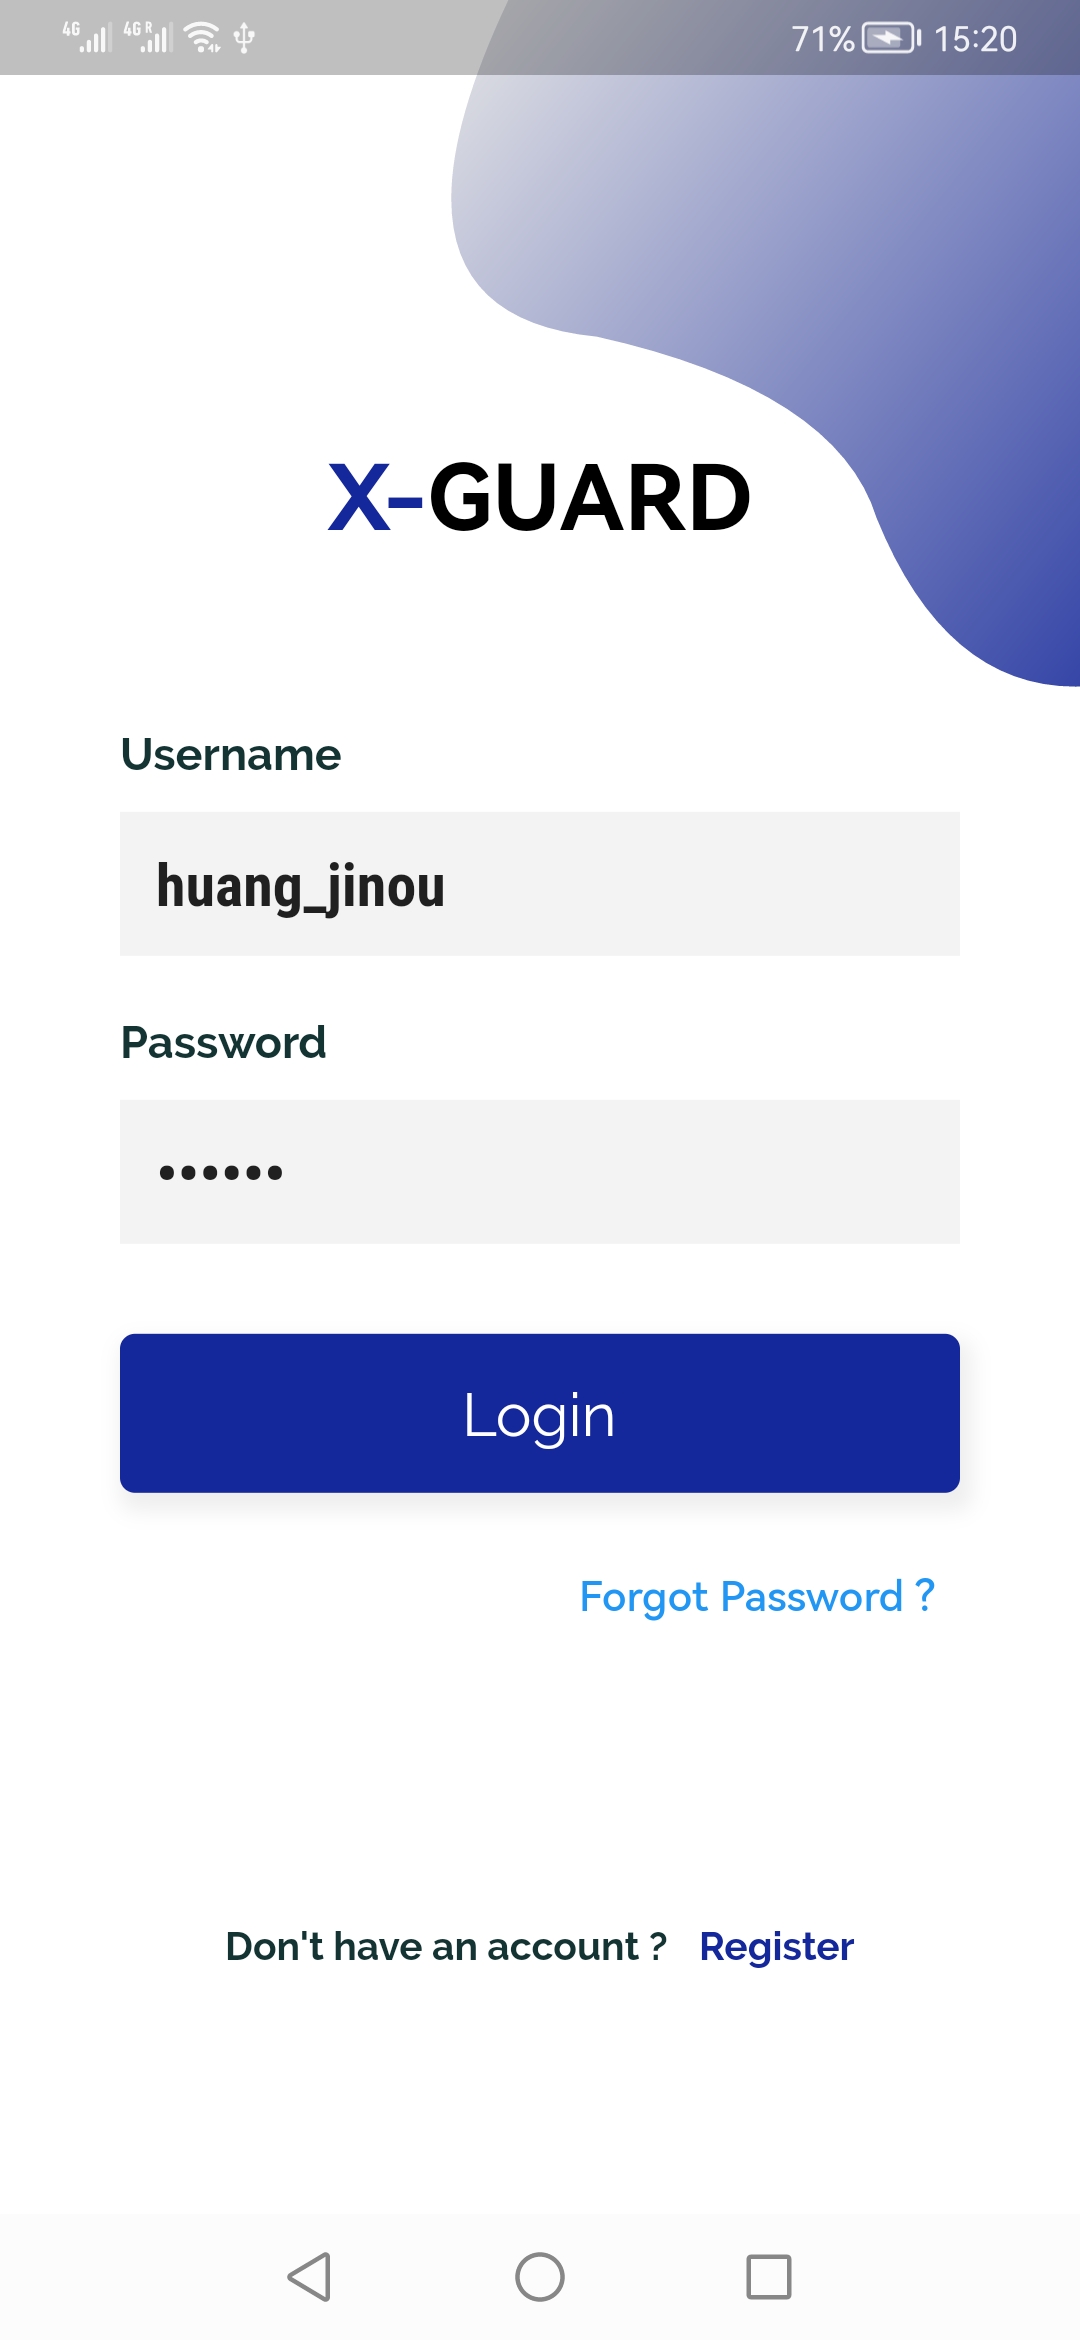 4G 4G R 71% 15:20
X-GUARD
Username
huang_jinou
Password
••••••
Login
Forgot Password ?
Don't have an account ? Register